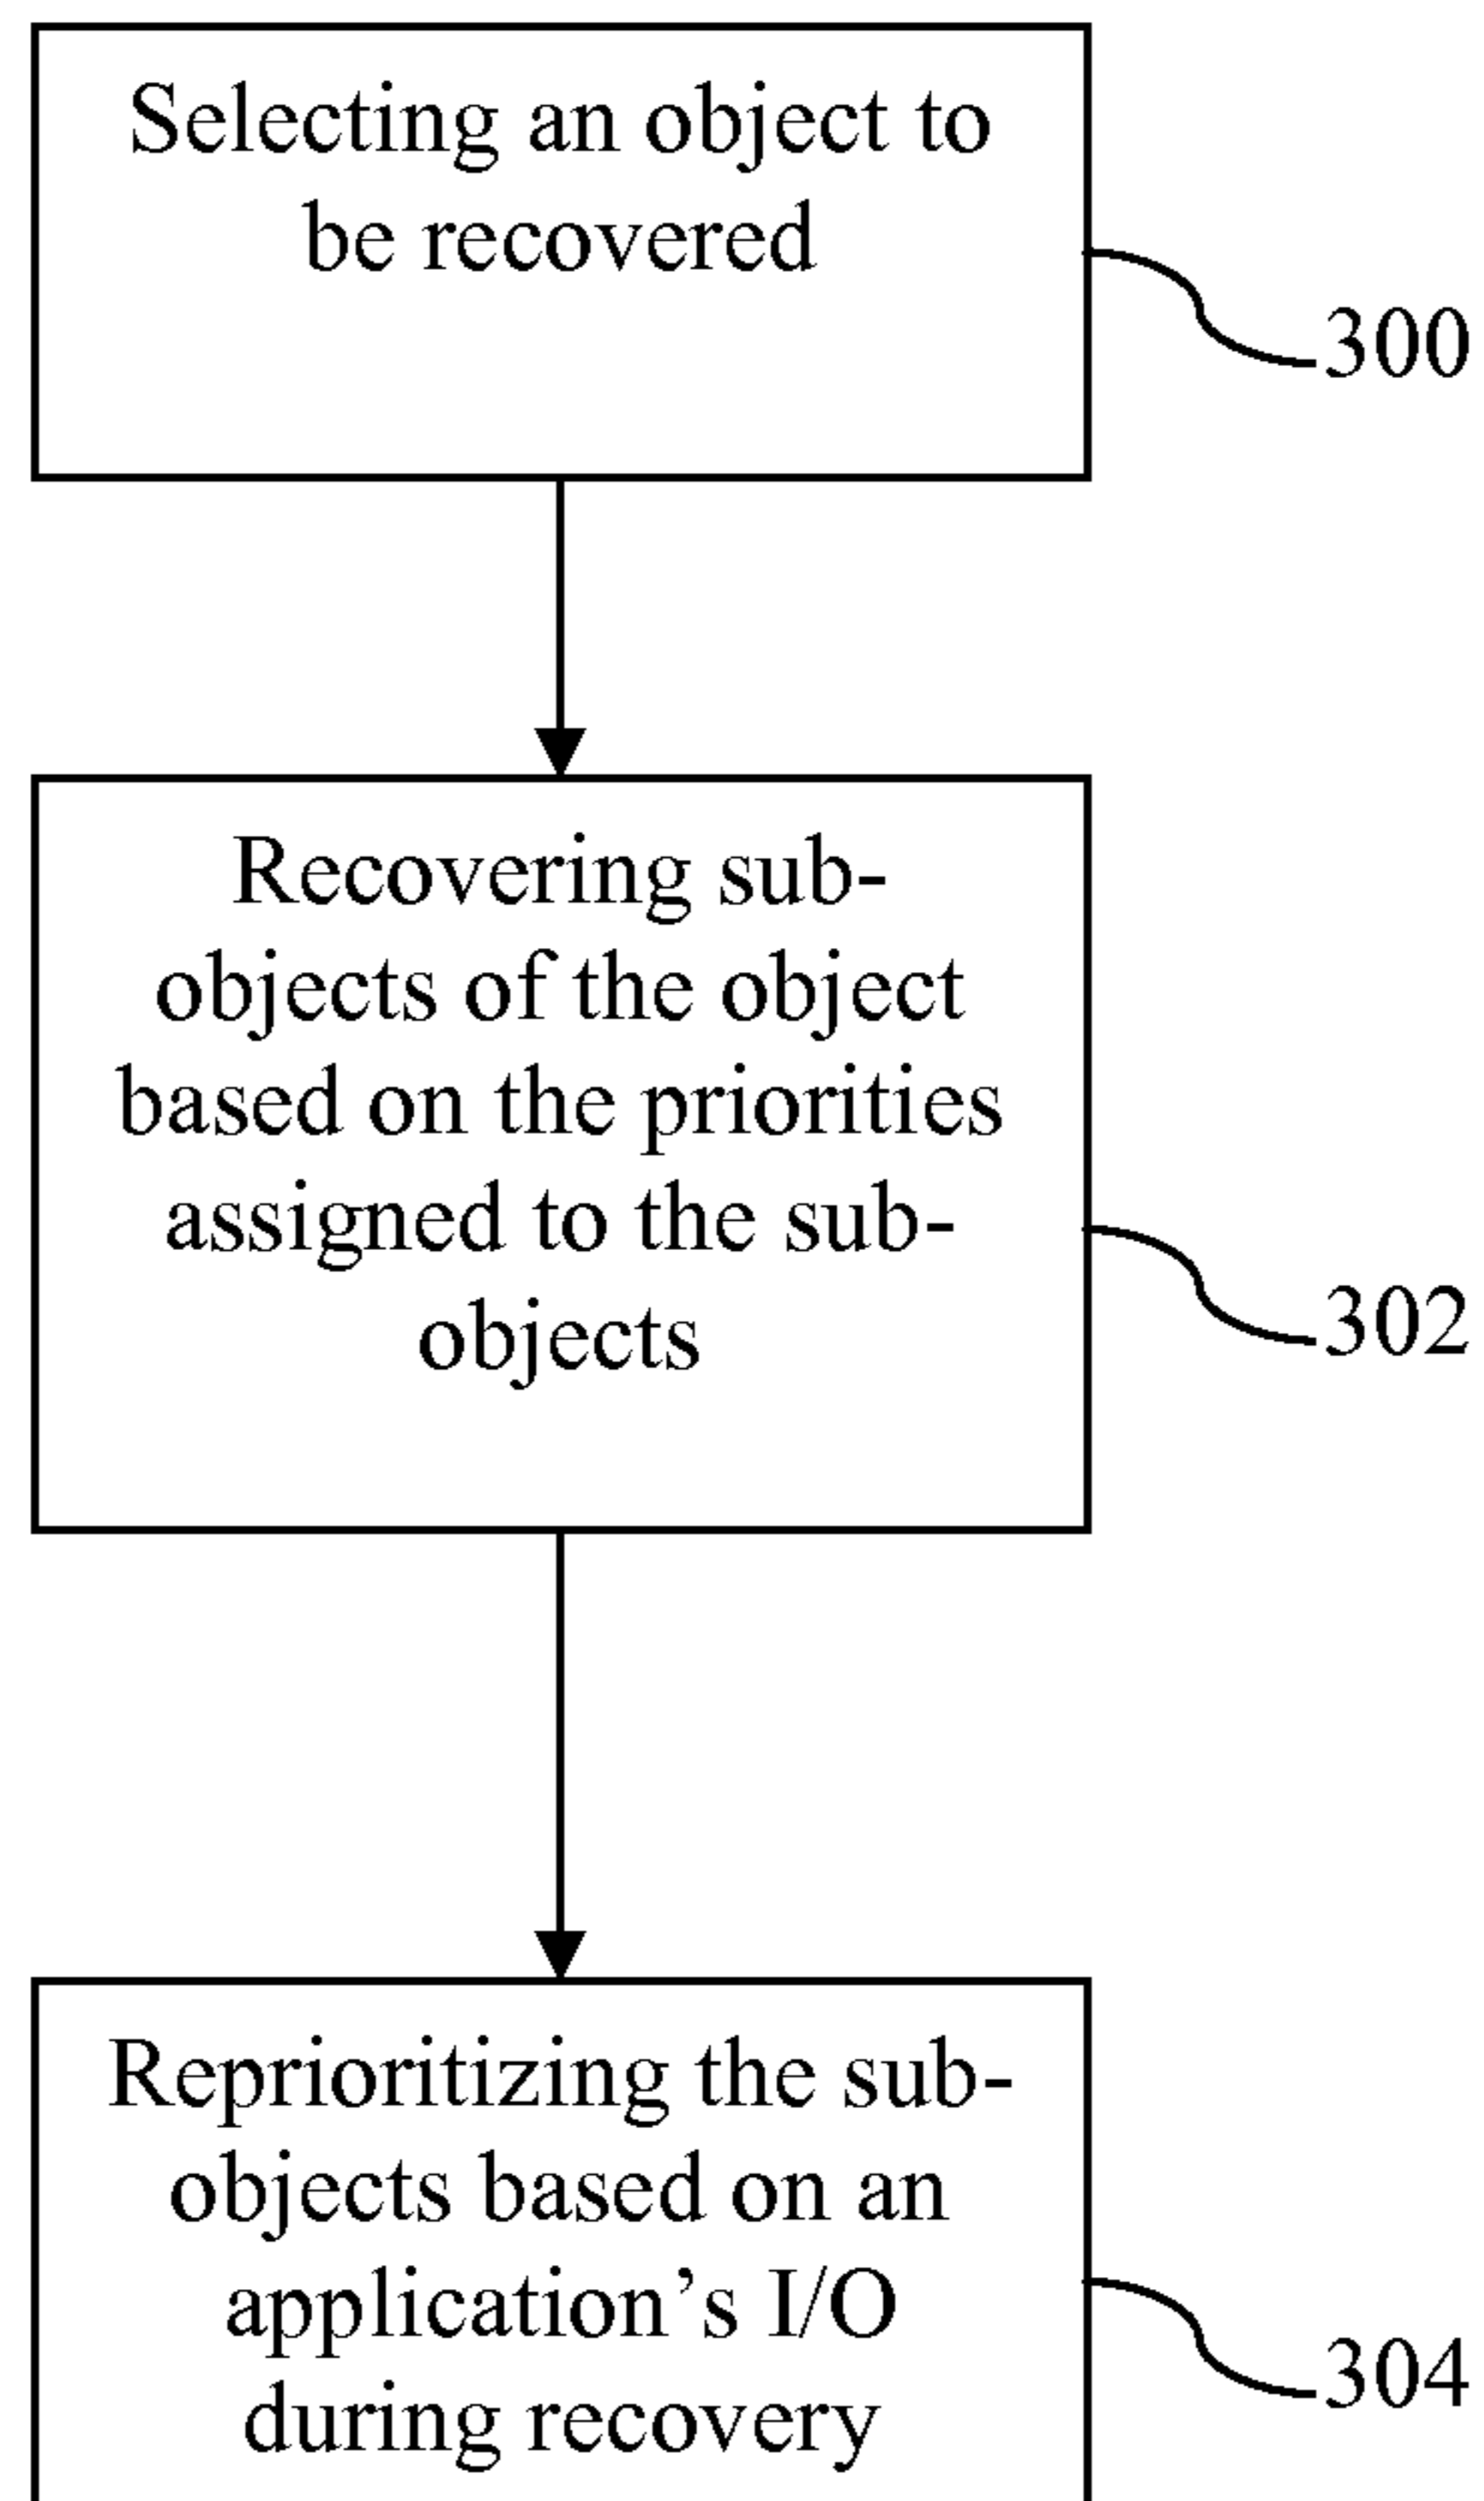 Selecting an object to
be recovered
300
Recovering sub-
objects of the object
based on the priorities
assigned to the sub-
objects
302
Reprioritizing the sub-
objects based on an
application’s I/O
during recovery
304